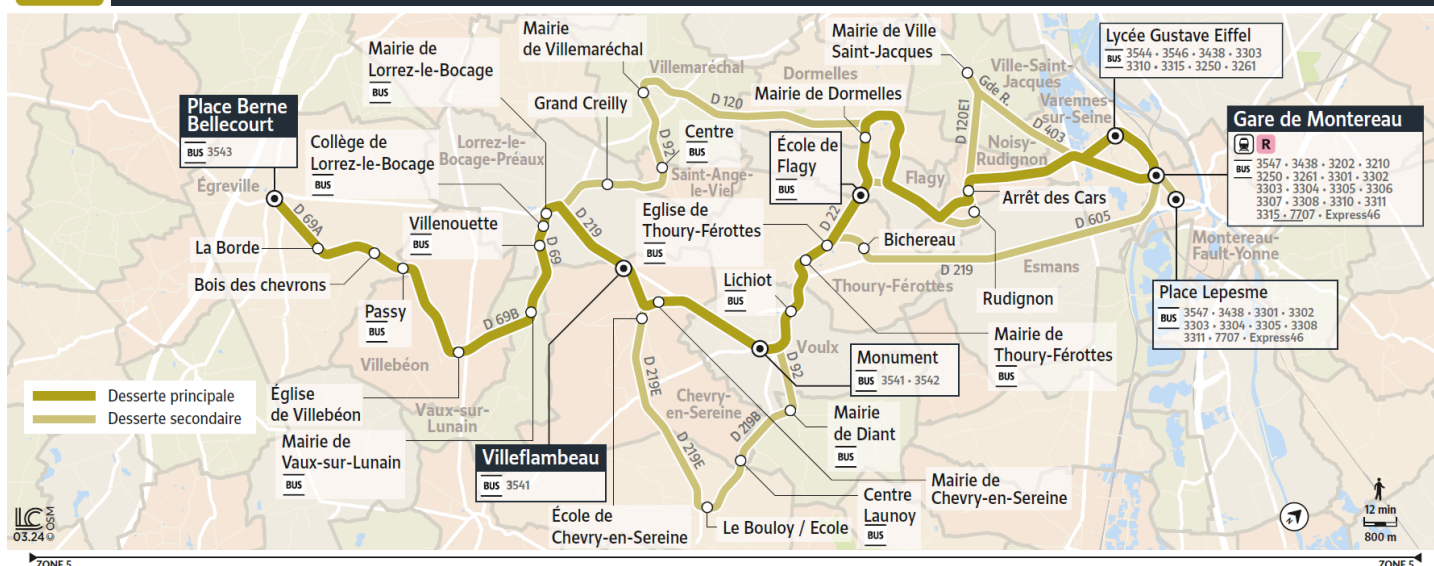 Mairie
de Villemaréchal
Mairie de
Lorrez-le-Bocage
BUS
Mairie de Ville
Saint-Jacques
Lycée Gustave Eiffel
BUS 3544 • 3546 • 3438 • 3303
3310 • 3315 • 3250 • 3261
Villemaréchal
Dormelles
Mairie de Dormelles
Ville-Saint-
Jacques
Gde R.
Varennes-
sur-Seine
Place Berne
Bellecourt
BUS 3543
Grand Creilly
D 120
D 120E1
D 403
Gare de Montereau
R
BUS
3547 • 3438 • 3202 • 3210
3250 • 3261 • 3301 • 3302
3303 • 3304 • 3305 • 3306
3307 • 3308 • 3310 • 3311
3315 • 7707 • Express46
Collège de
Lorrez-le-Bocage
BUS
Lorrez-le-
Bocage-Préaux
D 92
Centre
BUS
Saint-Ange-
le-Viel
École de
Flagy
BUS
Flagy
Noisy-
Rudignon
Arrêt des Cars
Égreville
D 69A
La Borde
Bois des chevrons
Villenouette
BUS
D 219
D 69
Eglise de
Thoury-Férottes
BUS
D 22
Bichereau
D 605
D 219
Esmans
Montereau-
Fault-Yonne
Passy
BUS
Lichiot
BUS
Thoury-Férottes
Rudignon
Place Lepesme
BUS
3547 • 3438 • 3301 • 3302
3303 • 3304 • 3305 • 3308
3311 • 7707 • Express46
D 69B
Villebéon
Voulx
D 92
Monument
BUS 3541 • 3542
Mairie de
Thoury-Férottes
BUS
Desserte principale
Desserte secondaire
Église
de Villebéon
Vaux-sur-
Lunain
D 219E
Chevry-
en-Sereine
D 219B
Mairie
de Diant
BUS
Mairie de
Vaux-sur-Lunain
BUS
Villeflambeau
BUS 3541
D 219E
École de
Chevry-en-Sereine
Le Bouloy / Ecole
Centre
Launoy
BUS
Mairie de
Chevry-en-Sereine
LC
03.24 © OSM
N
12 min
800 m
ZONE 5
ZONE 5